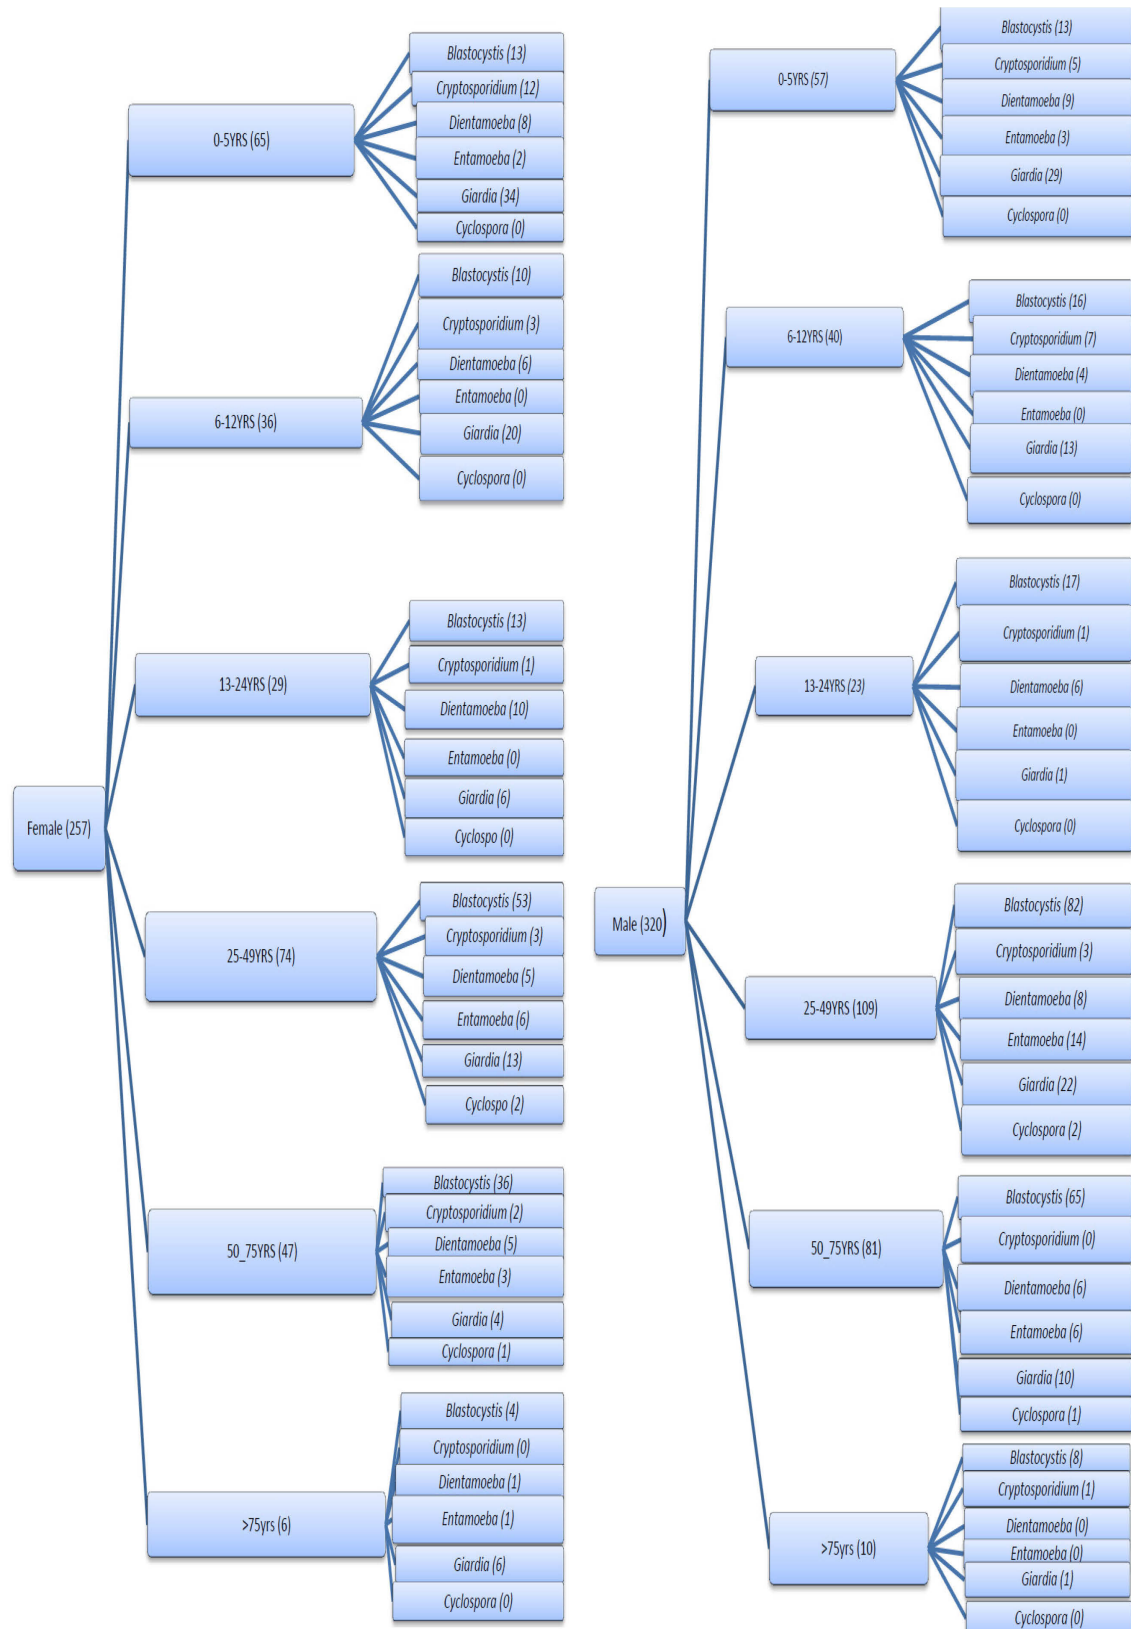 Female (257)
0-5YRS (65)
Blastocystis (13)
Cryptosporidium (12)
Dientamoeba (8)
Entamoeba (2)
Giardia (34)
Cyclospora (0)
6-12YRS (36)
Blastocystis (10)
Cryptosporidium (3)
Dientamoeba (6)
Entamoeba (0)
Giardia (20)
Cyclospora (0)
13-24YRS (29)
Blastocystis (13)
Cryptosporidium (1)
Dientamoeba (10)
Entamoeba (0)
Giardia (6)
Cyclospo (0)
25-49YRS (74)
Blastocystis (53)
Cryptosporidium (3)
Dientamoeba (5)
Entamoeba (6)
Giardia (13)
Cyclospo (2)
50_75YRS (47)
Blastocystis (36)
Cryptosporidium (2)
Dientamoeba (5)
Entamoeba (3)
Giardia (4)
Cyclospora (1)
>75yrs (6)
Blastocystis (4)
Cryptosporidium (0)
Dientamoeba (1)
Entamoeba (1)
Giardia (6)
Cyclospora (0)
Male (320)
0-5YRS (57)
Blastocystis (13)
Cryptosporidium (5)
Dientamoeba (9)
Entamoeba (3)
Giardia (29)
Cyclospora (0)
6-12YRS (40)
Blastocystis (16)
Cryptosporidium (7)
Dientamoeba (4)
Entamoeba (0)
Giardia (13)
Cyclospora (0)
13-24YRS (23)
Blastocystis (17)
Cryptosporidium (1)
Dientamoeba (6)
Entamoeba (0)
Giardia (1)
Cyclospora (0)
25-49YRS (109)
Blastocystis (82)
Cryptosporidium (3)
Dientamoeba (8)
Entamoeba (14)
Giardia (22)
Cyclospora (2)
50_75YRS (81)
Blastocystis (65)
Cryptosporidium (0)
Dientamoeba (6)
Entamoeba (6)
Giardia (10)
Cyclospora (1)
>75yrs (10)
Blastocystis (8)
Cryptosporidium (1)
Dientamoeba (0)
Entamoeba (0)
Giardia (1)
Cyclospora (0)